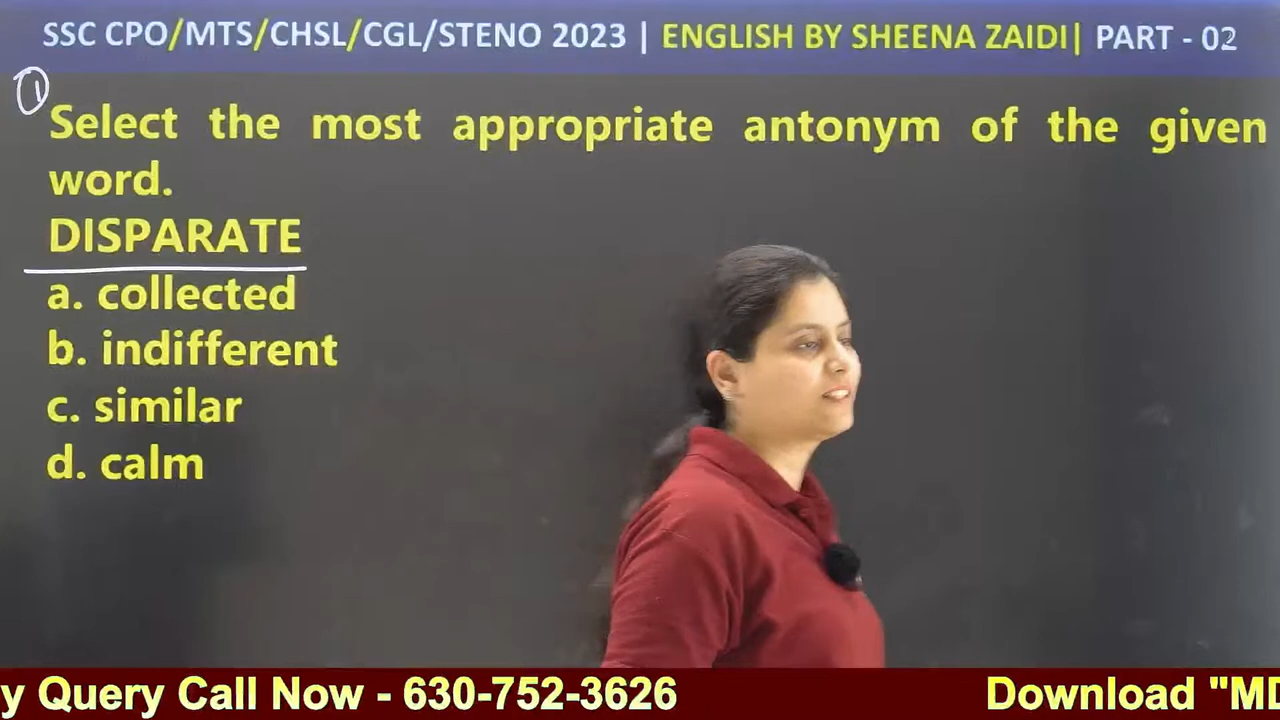 SSC CPO/MTS/CHSL/CGL/STENO 2023 | ENGLISH BY SHEENA ZAIDI| PART - 02
①
Select the most appropriate antonym of the given
word.
DISPARATE
a. collected
b. indifferent
c. similar
d. calm
y Query Call Now - 630-752-3626 Download "MD